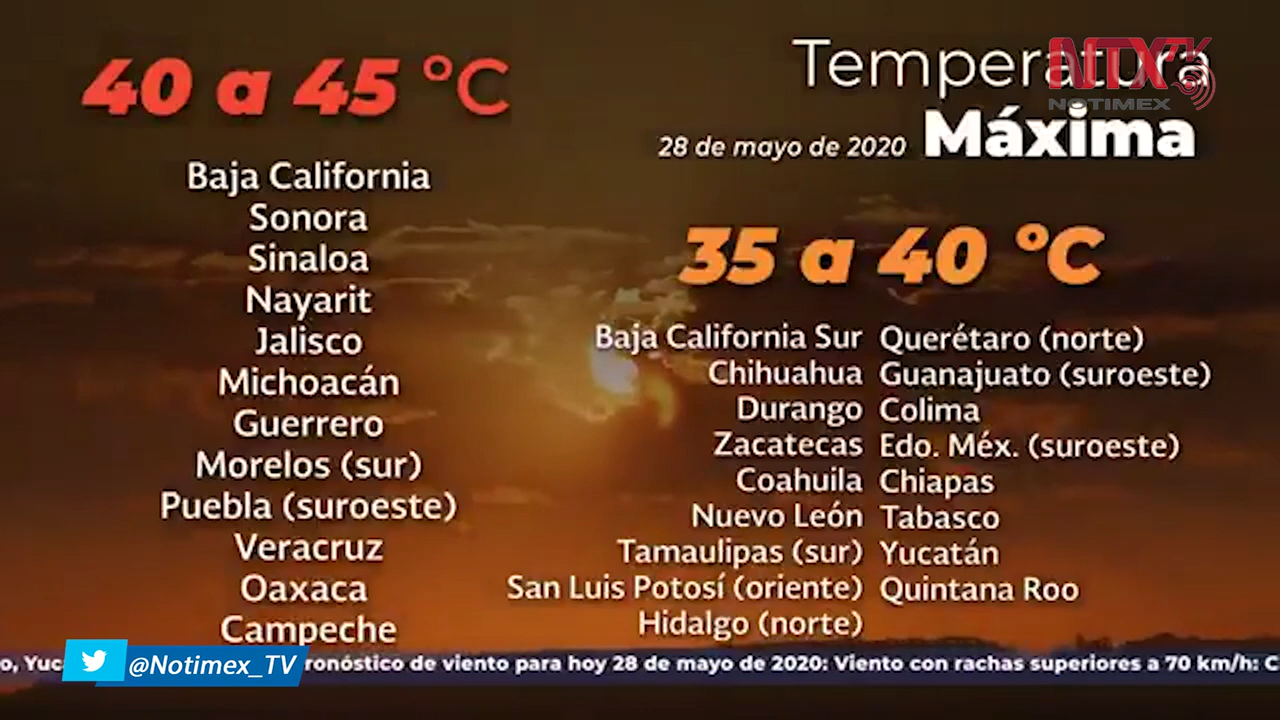 40 a 45 °C
Baja California
Sonora
Sinaloa
Nayarit
Jalisco
Michoacán
Guerrero
Morelos (sur)
Puebla (suroeste)
Veracruz
Oaxaca
Campeche
Temperatura
28 de mayo de 2020 Máxima
NTX
NOTIMEX
35 a 40 °C
Baja California Sur
Chihuahua
Durango
Zacatecas
Coahuila
Nuevo León
Tamaulipas (sur)
San Luis Potosí (oriente)
Hidalgo (norte)
Querétaro (norte)
Guanajuato (suroeste)
Colima
Edo. Méx. (suroeste)
Chiapas
Tabasco
Yucatán
Quintana Roo
@Notimex_TV
ronóstico de viento para hoy 28 de mayo de 2020: Viento con rachas superiores a 70 km/h: C